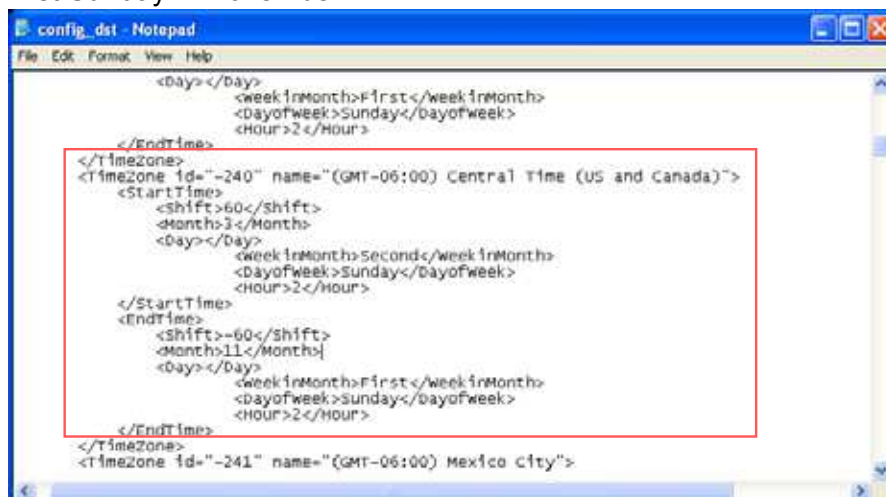 config_dst - Notepad
File Edit Format View Help
<Day></Day>
<WeekinMonth>First</WeekinMonth>
<DayofWeek>Sunday</DayofWeek>
<Hour>2</Hour>
</EndTime>
</TimeZone>
<TimeZone id="-240" name="(GMT-06:00) Central Time (US and Canada)">
<StartTime>
<Shift>60</Shift>
<Month>3</Month>
<Day></Day>
<WeekinMonth>Second</WeekinMonth>
<DayofWeek>Sunday</DayofWeek>
<Hour>2</Hour>
</StartTime>
<EndTime>
<Shift>-60</Shift>
<Month>11</Month>
<Day></Day>
<WeekinMonth>First</WeekinMonth>
<DayofWeek>Sunday</DayofWeek>
<Hour>2</Hour>
</EndTime>
</TimeZone>
<TimeZone id="-241" name="(GMT-06:00) Mexico City">